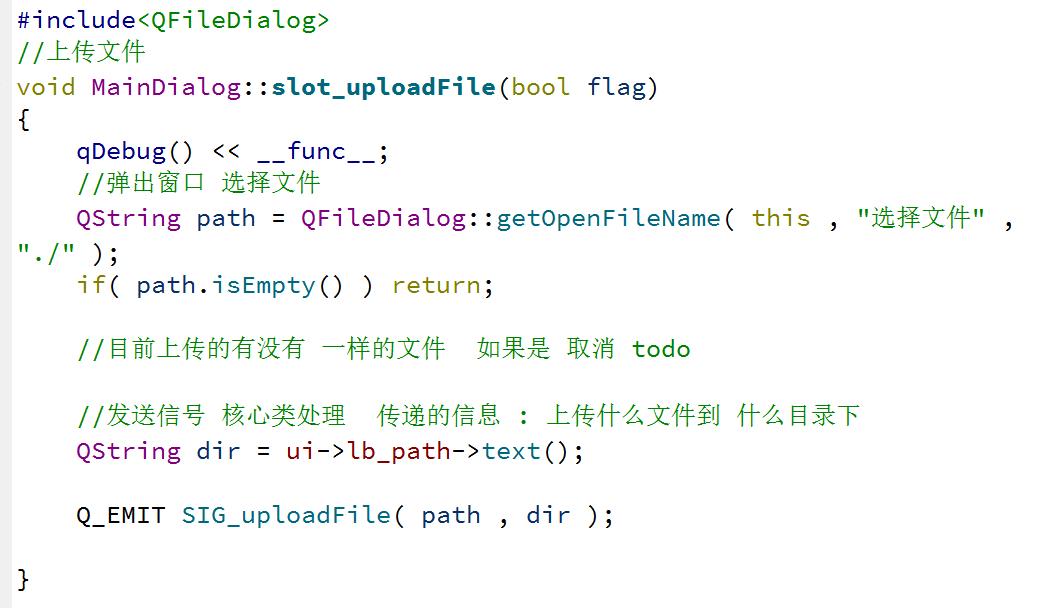 #include<QFileDialog>
//上传文件
void MainDialog::slot_uploadFile(bool flag)
{
    qDebug() << __func__;
    //弹出窗口 选择文件
    QString path = QFileDialog::getOpenFileName( this , "选择文件" ,
"./" );
    if( path.isEmpty() ) return;
    //目前上传的有没有 一样的文件  如果是 取消 todo
    //发送信号 核心类处理  传递的信息 : 上传什么文件到 什么目录下
    QString dir = ui->lb_path->text();
    Q_EMIT SIG_uploadFile( path , dir );
}